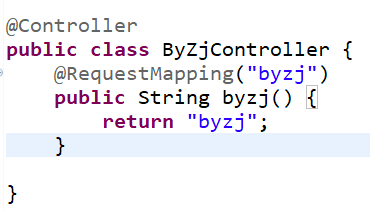 @Controller
public class ByZjController {
    @RequestMapping("byzj")
    public String byzj() {
        return "byzj";
    }
}